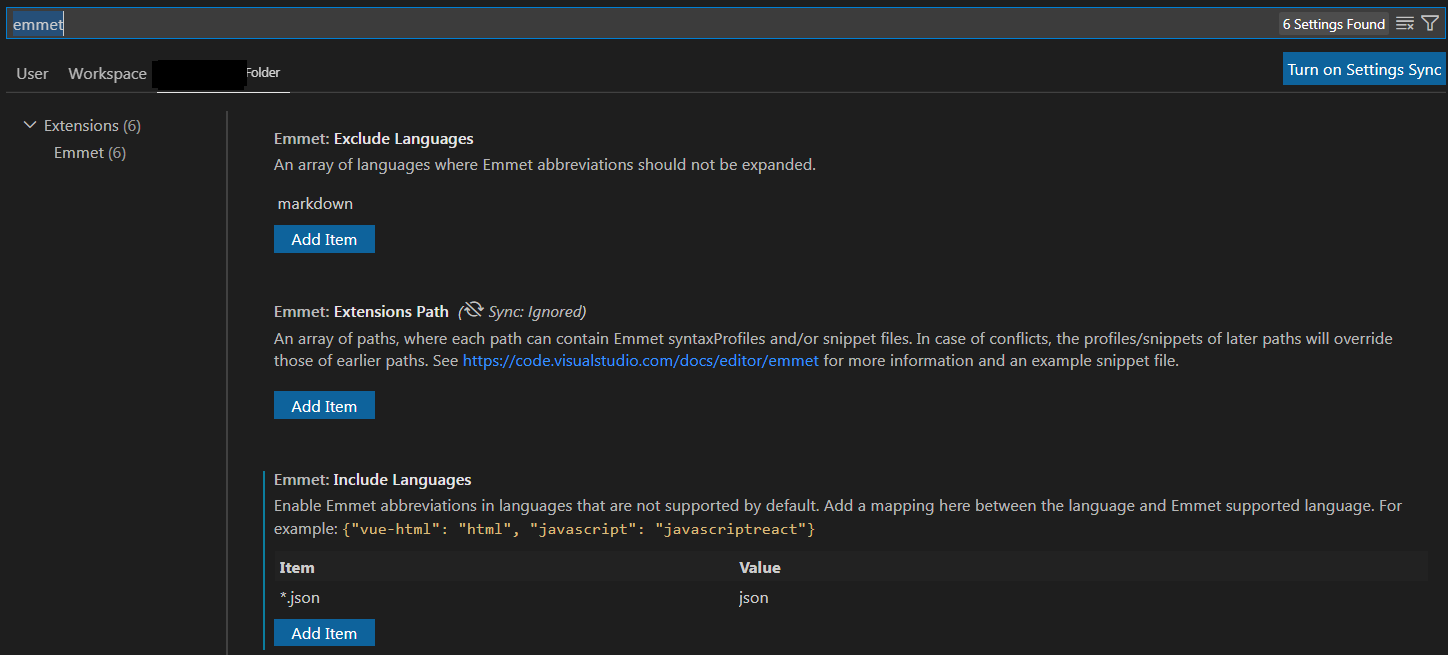 emmet
6 Settings Found
User Workspace Folder
Turn on Settings Sync
Extensions (6)
Emmet (6)
Emmet: Exclude Languages
An array of languages where Emmet abbreviations should not be expanded.
markdown
Add Item
Emmet: Extensions Path (Sync: Ignored)
An array of paths, where each path can contain Emmet syntaxProfiles and/or snippet files. In case of conflicts, the profiles/snippets of later paths will override
those of earlier paths. See https://code.visualstudio.com/docs/editor/emmet for more information and an example snippet file.
Add Item
Emmet: Include Languages
Enable Emmet abbreviations in languages that are not supported by default. Add a mapping here between the language and Emmet supported language. For
example: {"vue-html": "html", "javascript": "javascriptreact"}
Item Value
*.json json
Add Item